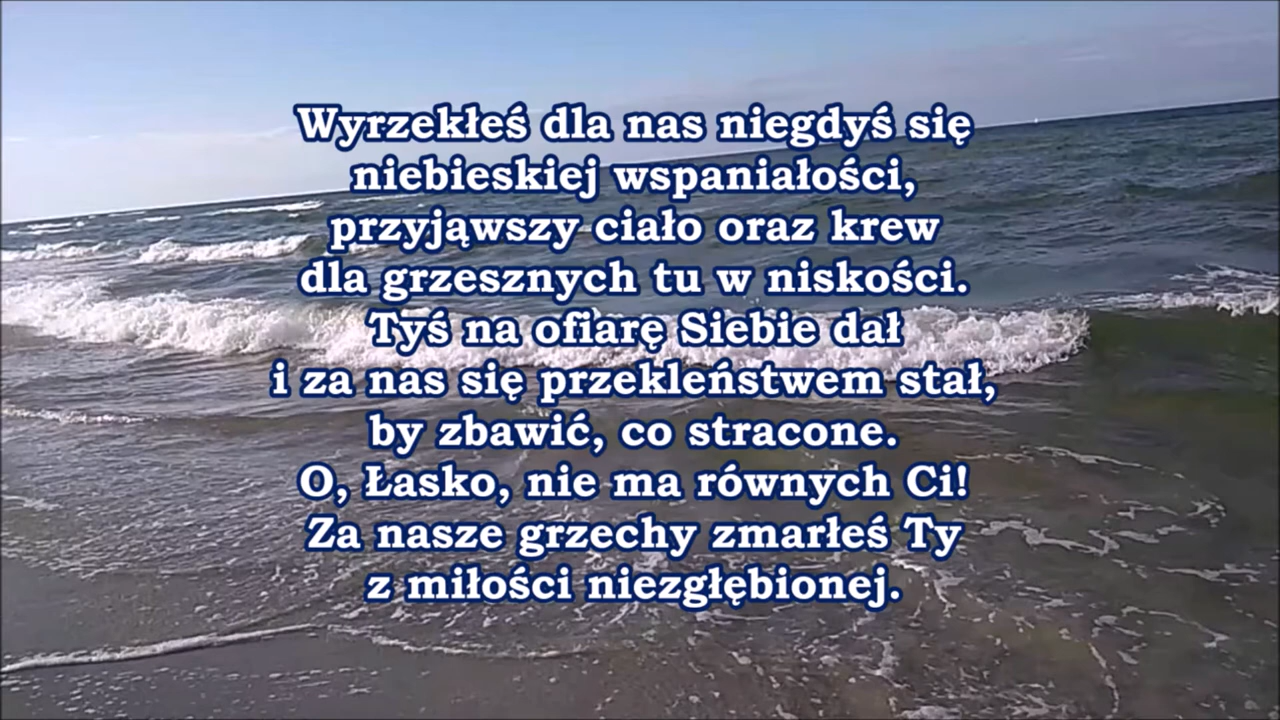 Wyrzekłeś dla nas niegdyś się
niebieskiej wspaniałości,
przyjąwszy ciało oraz krew
dla grzesznych tu w niskości.
Tyś na ofiarę Siebie dał
i za nas się przekleństwem stał,
by zbawić, co stracone.
O, Łasko, nie ma równych Ci!
Za nasze grzechy zmarłeś Ty
z miłości niezgłębionej.